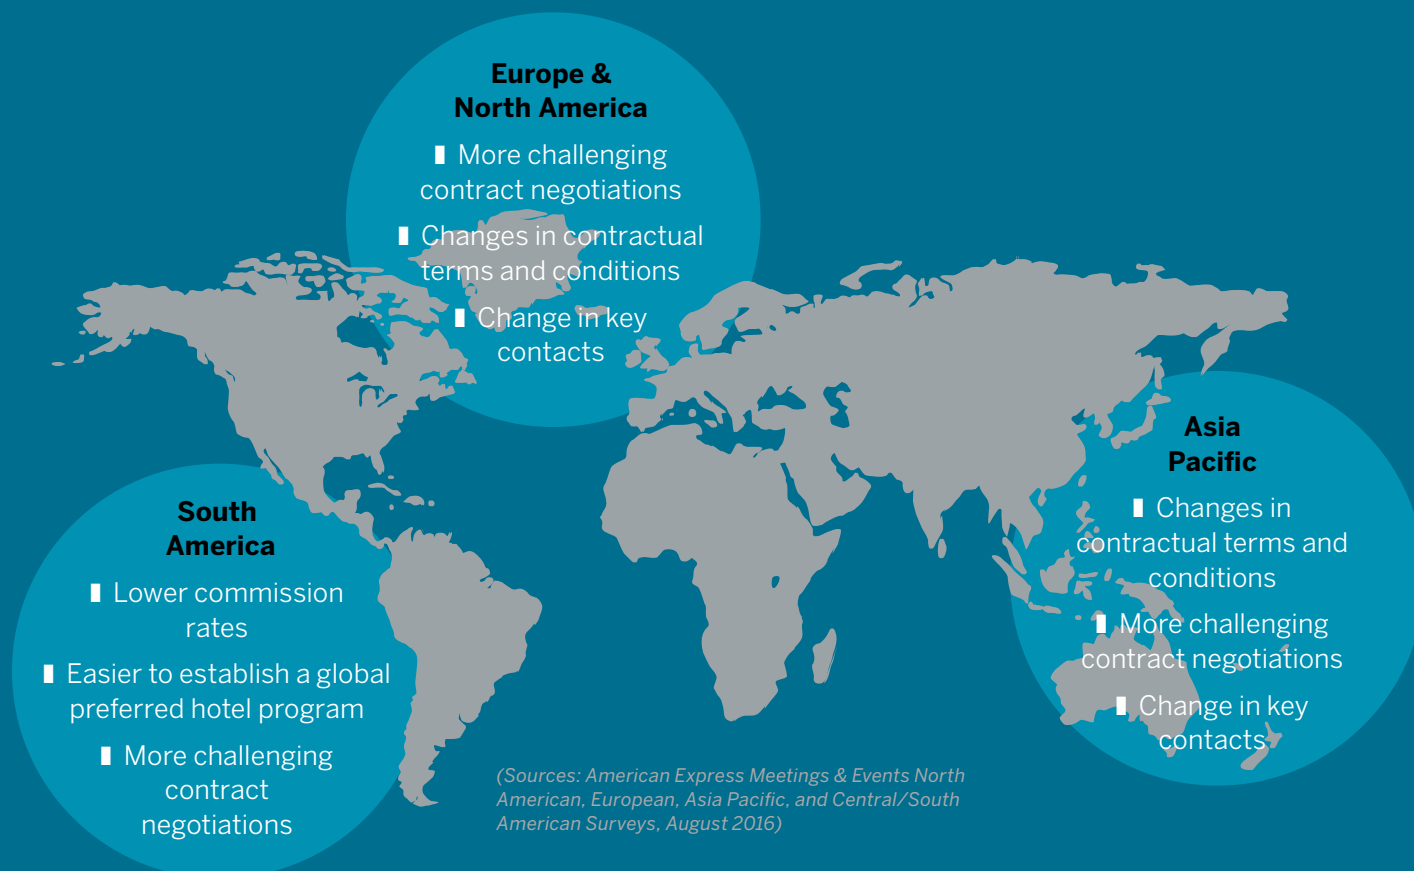 Europe &
North America
▮ More challenging
contract negotiations
▮ Changes in contractual
terms and conditions
▮ Change in key
contacts
South
America
▮ Lower commission
rates
▮ Easier to establish a global
preferred hotel program
▮ More challenging
contract
negotiations
Asia
Pacific
▮ Changes in
contractual terms and
conditions
▮ More challenging
contract negotiations
▮ Change in key
contacts
(Sources: American Express Meetings & Events North
American, European, Asia Pacific, and Central/South
American Surveys, August 2016)